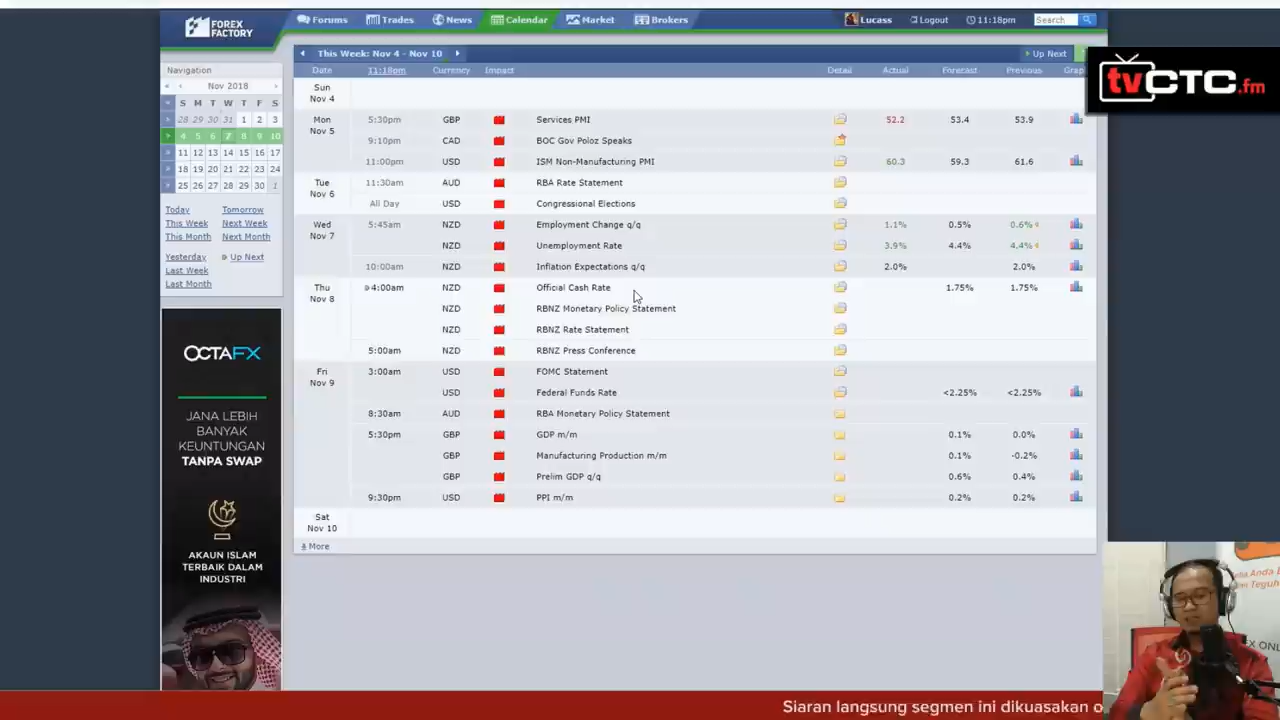 FOREX FACTORY
Forums Trades News Calendar Market Brokers Lucass Logout 11:18pm Search
Navigation
« ‹ Nov 2018 ›
» S M T W T F S
» 28 29 30 31 1 2 3
> 4 5 6 7 8 9 10
» 11 12 13 14 15 16 17
» 18 19 20 21 22 23 24
» 25 26 27 28 29 30 1
Today Tomorrow
This Week Next Week
This Month Next Month
Yesterday Up Next
Last Week
Last Month
OCTAFX
JANA LEBIH
BANYAK
KEUNTUNGAN
TANPA SWAP
AKAUN ISLAM
TERBAIK DALAM
INDUSTRI
This Week: Nov 4 - Nov 10 Up Next
Date 11:18pm Currency Impact Detail Actual Forecast Previous Grap
Sun
Nov 4
Mon
Nov 5
5:30pm GBP Services PMI 52.2 53.4 53.9
9:10pm CAD BOC Gov Poloz Speaks
11:00pm USD ISM Non-Manufacturing PMI 60.3 59.3 61.6
Tue
Nov 6
11:30am AUD RBA Rate Statement
All Day USD Congressional Elections
Wed
Nov 7
5:45am NZD Employment Change q/q 1.1% 0.5% 0.6%
NZD Unemployment Rate 3.9% 4.4% 4.4%
10:00am NZD Inflation Expectations q/q 2.0% 2.0%
Thu
Nov 8
4:00am NZD Official Cash Rate 1.75% 1.75%
NZD RBNZ Monetary Policy Statement
NZD RBNZ Rate Statement
5:00am NZD RBNZ Press Conference
Fri
Nov 9
3:00am USD FOMC Statement
USD Federal Funds Rate <2.25% <2.25%
8:30am AUD RBA Monetary Policy Statement
5:30pm GBP GDP m/m 0.1% 0.0%
GBP Manufacturing Production m/m 0.1% -0.2%
GBP Prelim GDP q/q 0.6% 0.4%
9:30pm USD PPI m/m 0.2% 0.2%
Sat
Nov 10
More
tvCTC.fm
Anda
Teguh
EX ONL
Siaran langsung segmen ini dikuasakan o